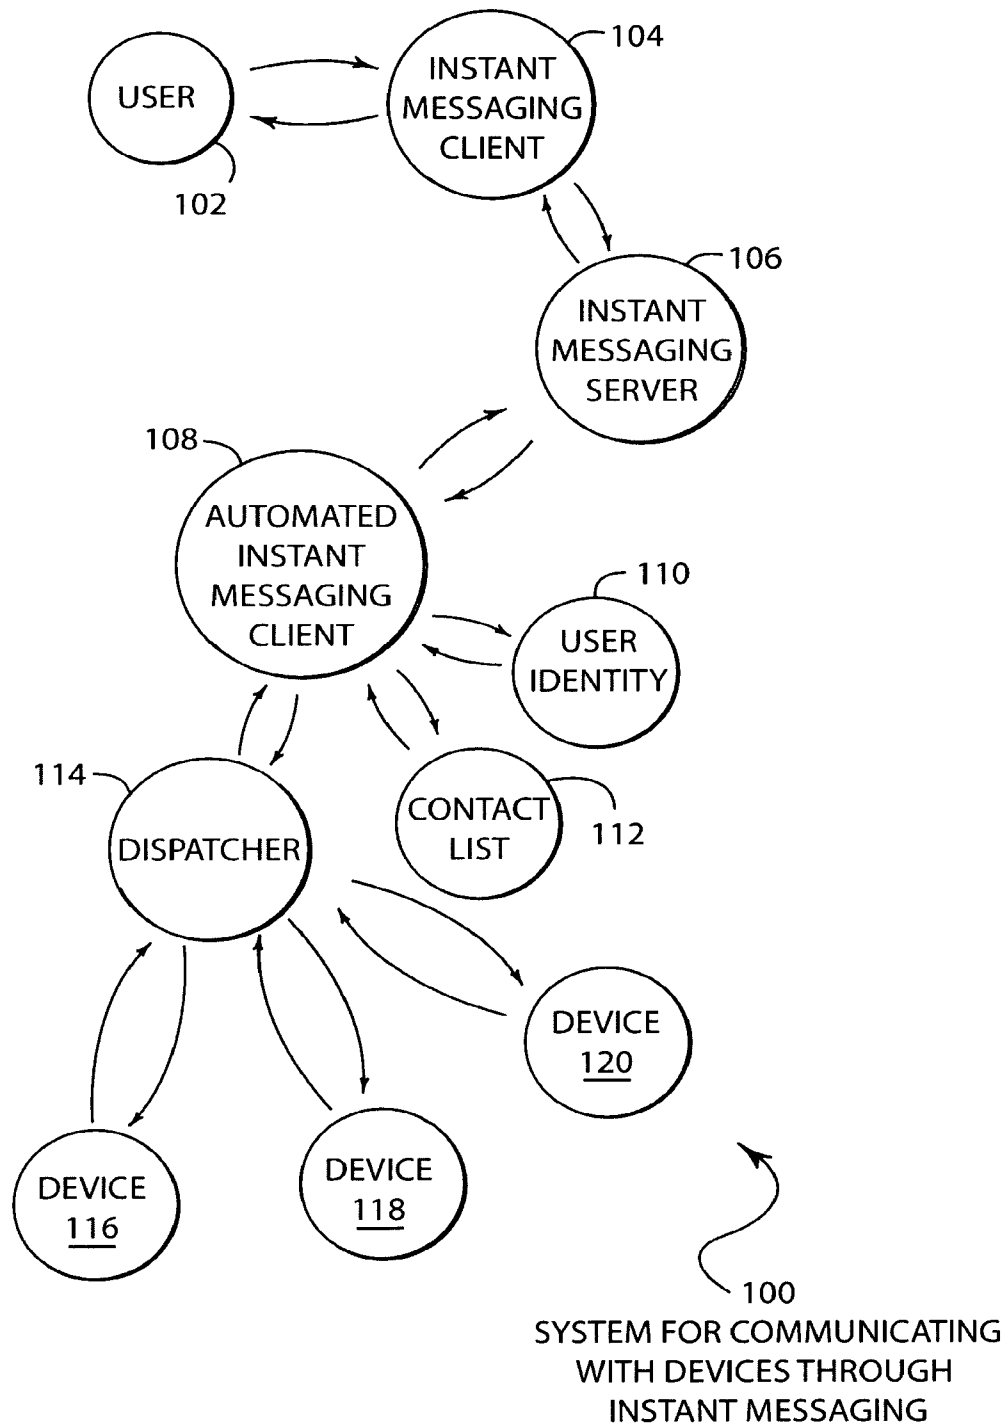 104
USER
INSTANT
MESSAGING
CLIENT
102
106
INSTANT
MESSAGING
SERVER
108
AUTOMATED
INSTANT
MESSAGING
CLIENT
110
USER
IDENTITY
114
DISPATCHER
CONTACT
LIST
112
DEVICE
120
DEVICE
116
DEVICE
118
100
SYSTEM FOR COMMUNICATING
WITH DEVICES THROUGH
INSTANT MESSAGING